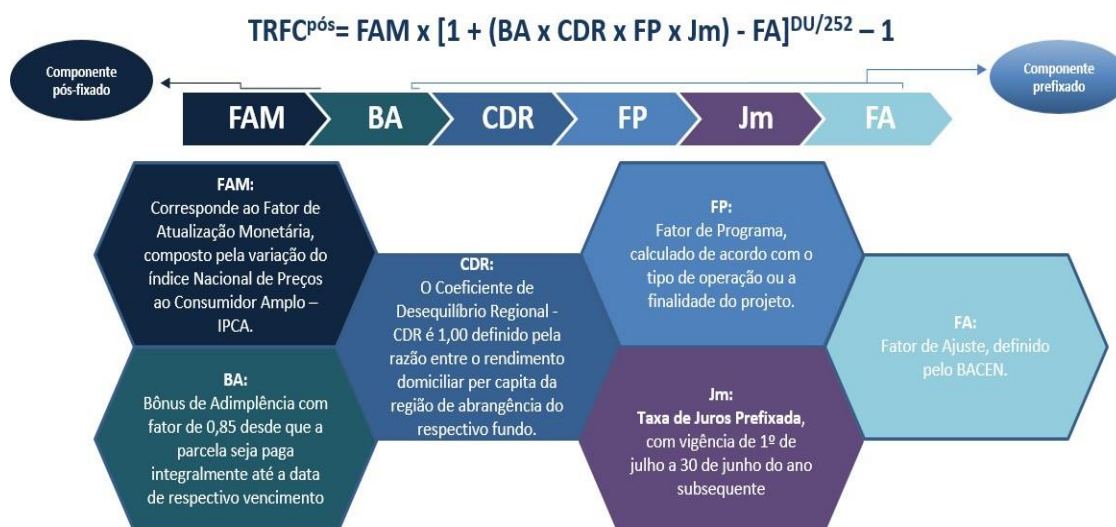 TRFCpós= FAM x [1 + (BA x CDR x FP x Jm) - FA]DU/252 – 1
Componente
pós-fixado
Componente
prefixado
FAM
BA
CDR
FP
Jm
FA
FAM:
Corresponde ao Fator de
Atualização Monetária,
composto pela variação do
índice Nacional de Preços
ao Consumidor Amplo –
IPCA.
BA:
Bônus de Adimplência com
fator de 0,85 desde que a
parcela seja paga
integralmente até a data
de respectivo vencimento
CDR:
O Coeficiente de
Desequilíbrio Regional -
CDR é 1,00 definido pela
razão entre o rendimento
domiciliar per capita da
região de abrangência do
respectivo fundo.
FP:
Fator de Programa,
calculado de acordo com o
tipo de operação ou a
finalidade do projeto.
Jm:
Taxa de Juros Prefixada,
com vigência de 1º de
julho a 30 de junho do ano
subsequente
FA:
Fator de Ajuste, definido
pelo BACEN.